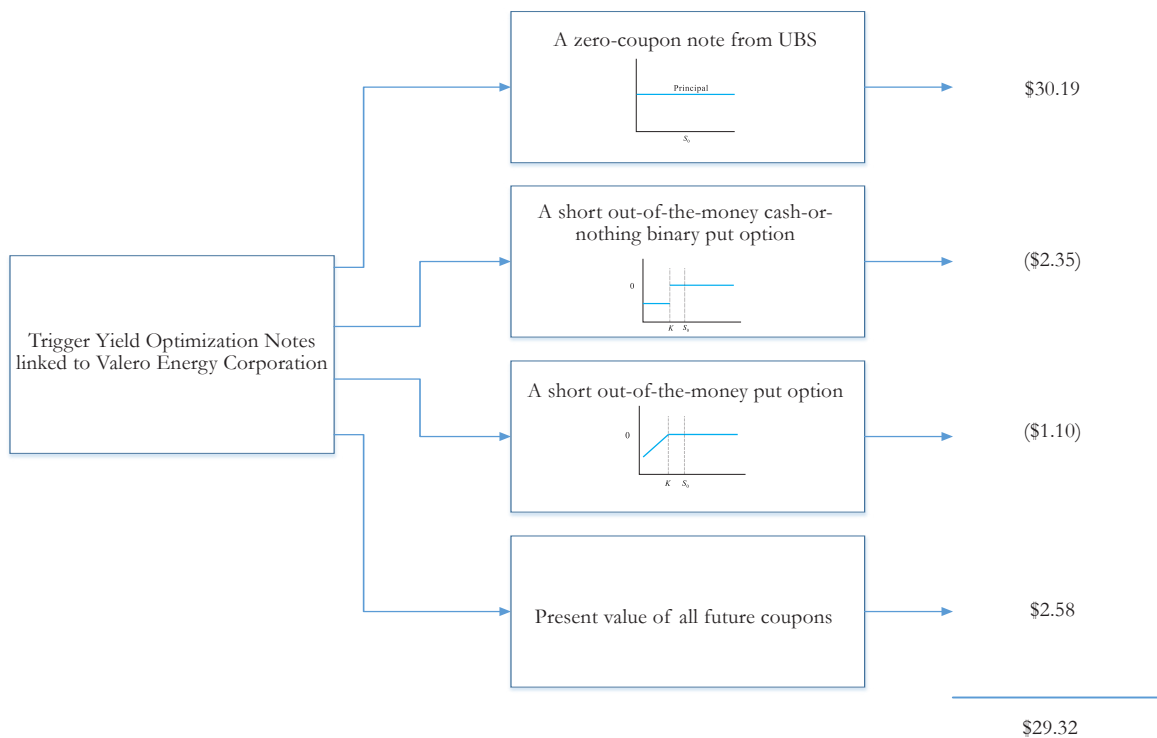 A zero-coupon note from UBS
Principal
S0
$30.19
A short out-of-the-money cash-or-
nothing binary put option
0
K S0
($2.35)
Trigger Yield Optimization Notes
linked to Valero Energy Corporation
A short out-of-the-money put option
0
K S0
($1.10)
Present value of all future coupons
$2.58
$29.32